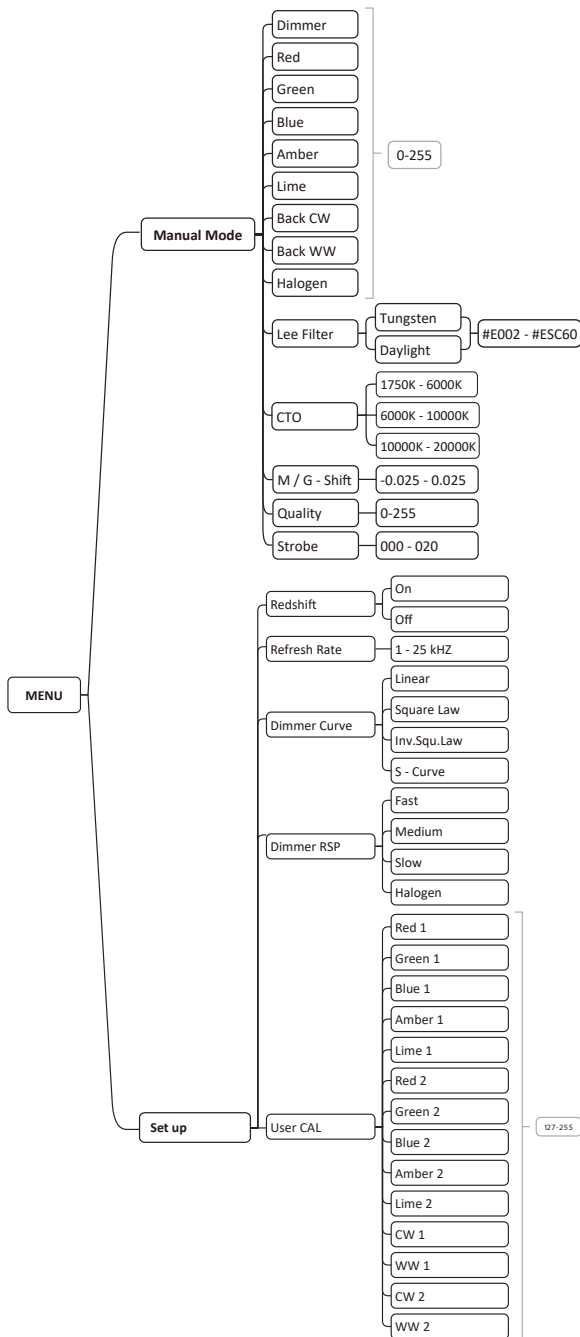 Dimmer
Red
Green
Blue
Amber
0-255
Lime
Back CW
Manual Mode
Back WW
Halogen
Tungsten
Lee Filter
#E002 - #ESC60
Daylight
1750K - 6000K
CTO
6000K - 10000K
10000K - 20000K
M / G - Shift
-0.025 - 0.025
Quality
0-255
Strobe
000 - 020
MENU
On
Redshift
Off
Refresh Rate
1 - 25 kHZ
Linear
Dimmer Curve
Square Law
Inv.Squ.Law
S - Curve
Fast
Dimmer RSP
Medium
Slow
Halogen
Red 1
Green 1
Blue 1
Amber 1
Lime 1
Red 2
Green 2
Set up
User CAL
Blue 2
127-255
Amber 2
Lime 2
CW 1
WW 1
CW 2
WW 2